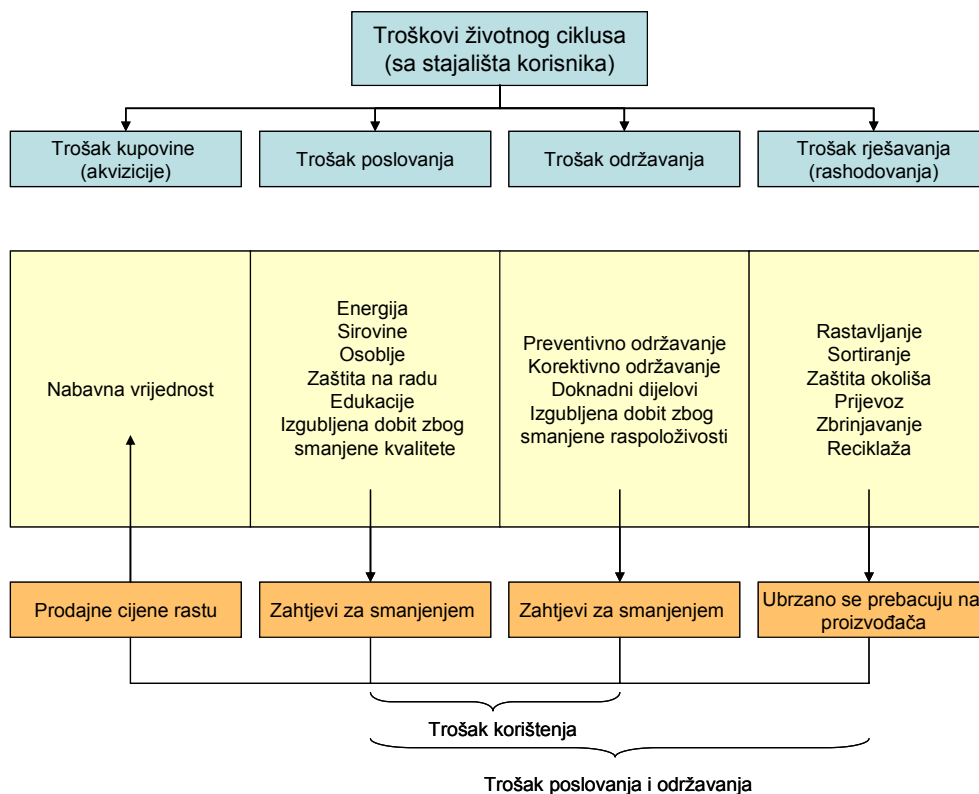 Troškovi životnog ciklusa
(sa stajališta korisnika)
Trošak kupovine
(akvizicije)
Trošak poslovanja
Trošak održavanja
Trošak rješavanja
(rashodovanja)
Nabavna vrijednost
Energija
Sirovine
Osoblje
Zaštita na radu
Edukacije
Izgubljena dobit zbog
smanjene kvalitete
Preventivno održavanje
Korektivno održavanje
Doknadni dijelovi
Izgubljena dobit zbog
smanjene raspoloživosti
Rastavljanje
Sortiranje
Zaštita okoliša
Prijevoz
Zbrinjavanje
Reciklaža
Prodajne cijene rastu
Zahtjevi za smanjenjem
Zahtjevi za smanjenjem
Ubrzano se prebacuju na
proizvođača
Trošak korištenja
Trošak poslovanja i održavanja